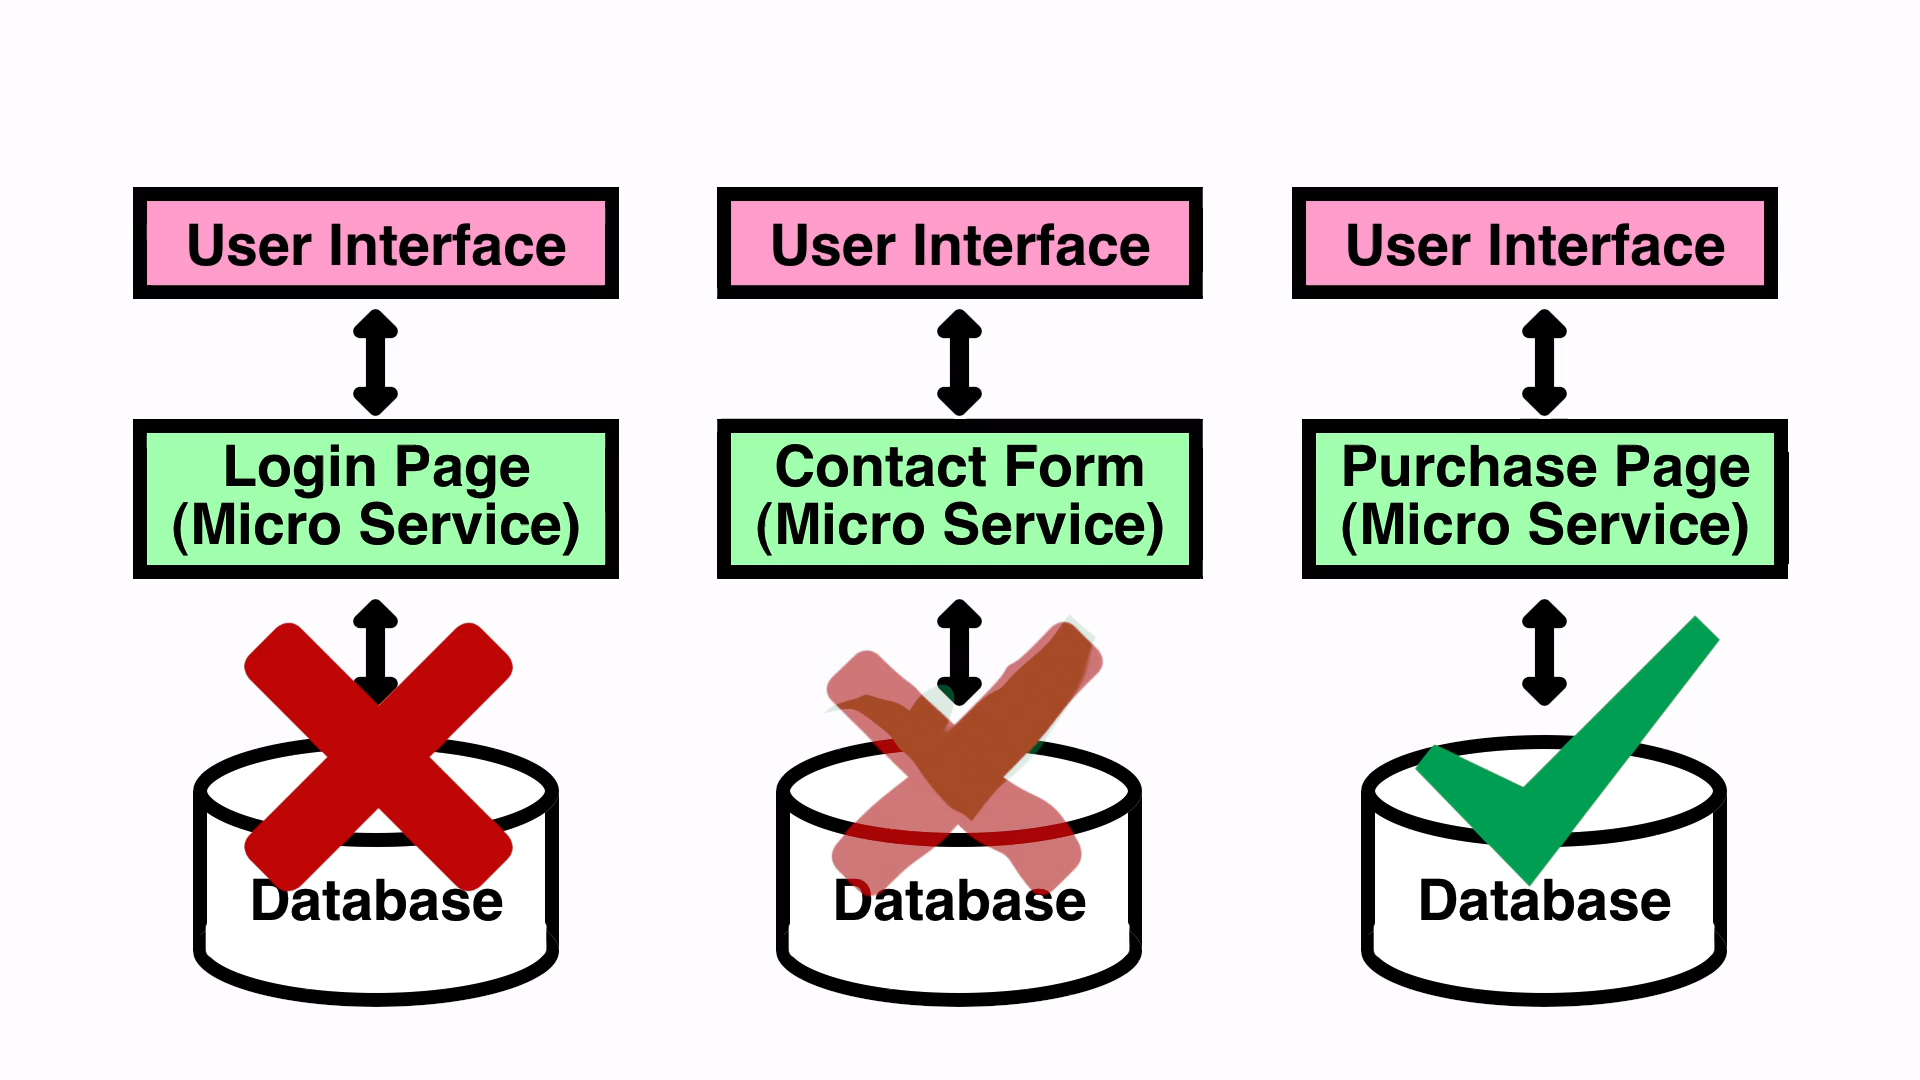 User Interface
User Interface
User Interface
Login Page
(Micro Service)
Contact Form
(Micro Service)
Purchase Page
(Micro Service)
Database
Database
Database